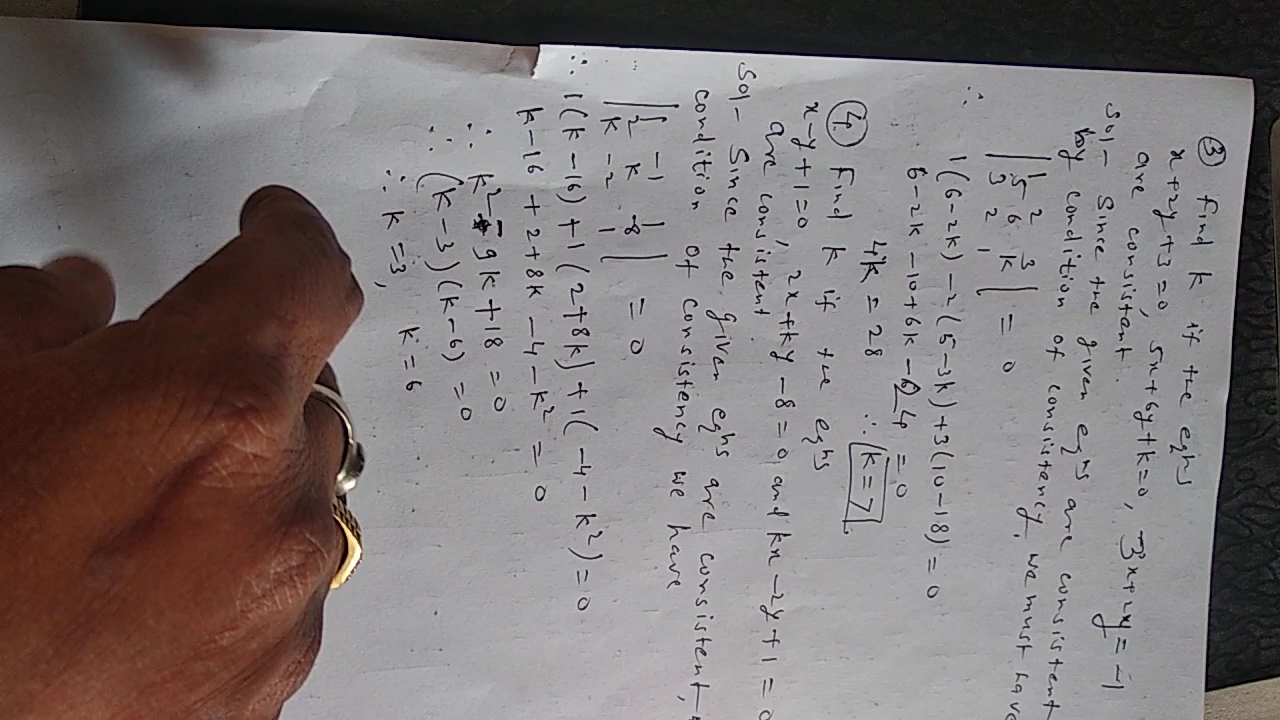 ③ Find k if the eqns
x+2y+3=0, 5x+6y+k=0, 3x+2y=-1
are consistent.
Sol- Since the given eqns are consistent
by condition of consistency, we must have
| 1 2 3 |
| 5 6 k | = 0
| 3 2 1 |
∴ 1(6-2k) -2(5-3k)+3(10-18)=0
6-2k-10+6k-24=0
4k=28 ∴ k=7
④ Find k if the eqns
x-y+1=0, 2x+ky-8=0 and kx-2y+1=0
are consistent
Sol- Since the given eqns are consistent,
condition of consistency we have
| 1 -1 1 |
| 2 k -8 | = 0
| k -2 1 |
∴ 1(k-16)+1(2+8k)+1(-4-k²)=0
k-16+2+8k-4-k²=0
∴ k²-9k+18=0
∴ (k-3)(k-6)=0
∴ k=3, k=6